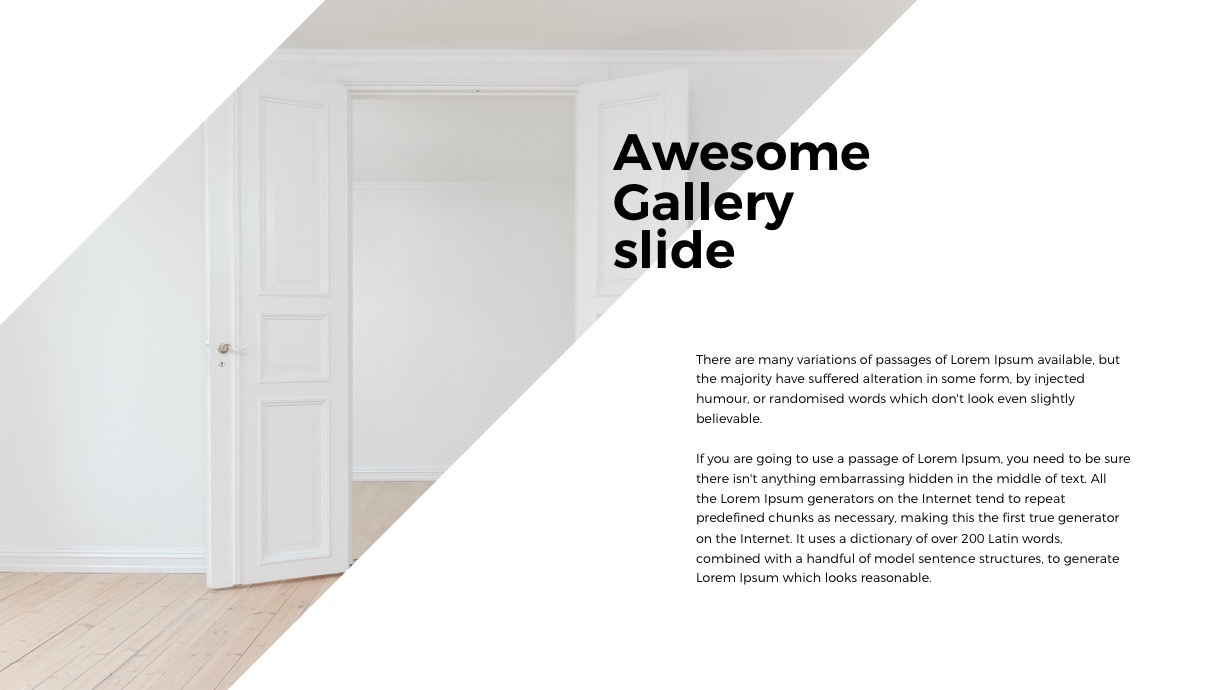 Awesome
Gallery
slide
There are many variations of passages of Lorem Ipsum available, but
the majority have suffered alteration in some form, by injected
humour, or randomised words which don't look even slightly
believable.
If you are going to use a passage of Lorem Ipsum, you need to be sure
there isn't anything embarrassing hidden in the middle of text. All
the Lorem Ipsum generators on the Internet tend to repeat
predefined chunks as necessary, making this the first true generator
on the Internet. It uses a dictionary of over 200 Latin words,
combined with a handful of model sentence structures, to generate
Lorem Ipsum which looks reasonable.